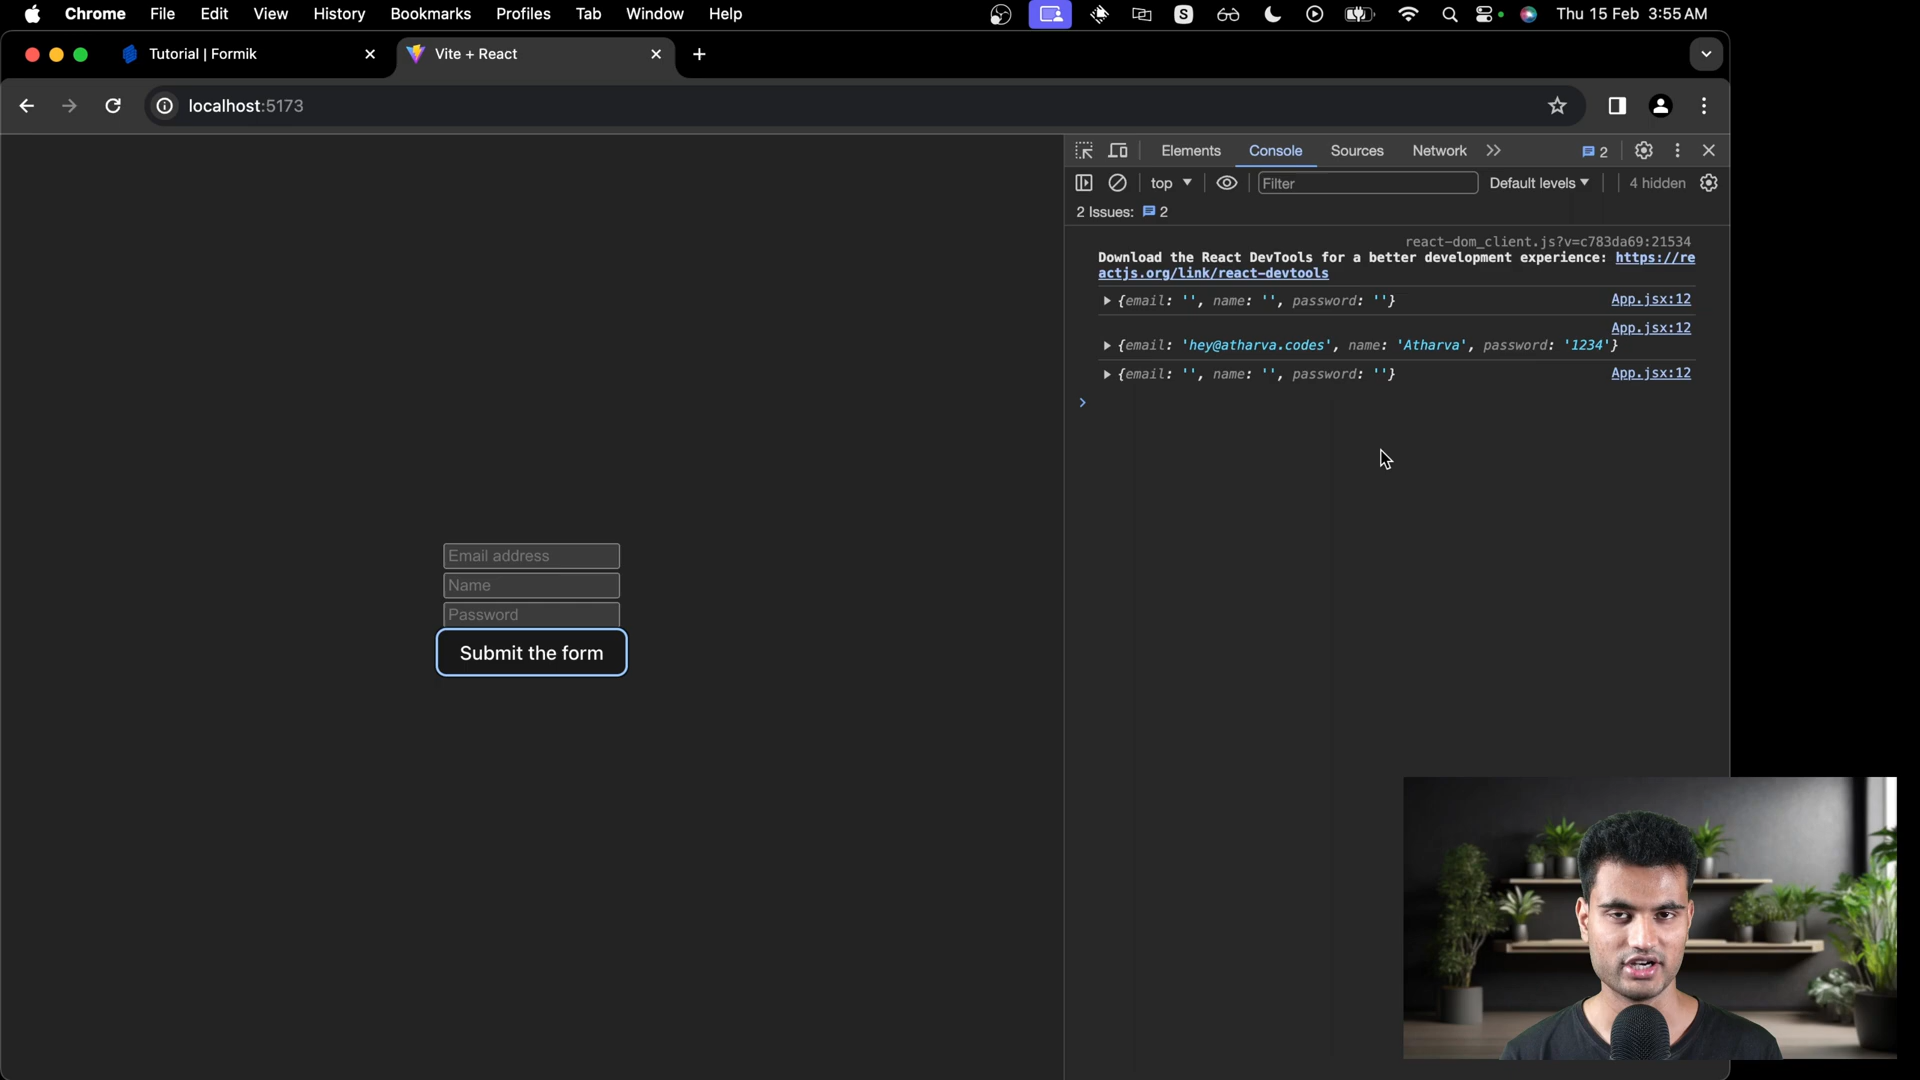 Chrome File Edit View History Bookmarks Profiles Tab Window Help S Thu 15 Feb 3:55 AM
Tutorial | Formik Vite + React
localhost:5173
Elements Console Sources Network 2
top Filter Default levels 4 hidden
2 Issues: 2
react-dom_client.js?v=c783da69:21534
Download the React DevTools for a better development experience: https://re
actjs.org/link/react-devtools
{email: '', name: '', password: ''} App.jsx:12
App.jsx:12
{email: 'hey@atharva.codes', name: 'Atharva', password: '1234'}
{email: '', name: '', password: ''} App.jsx:12
Email address
Name
Password
Submit the form